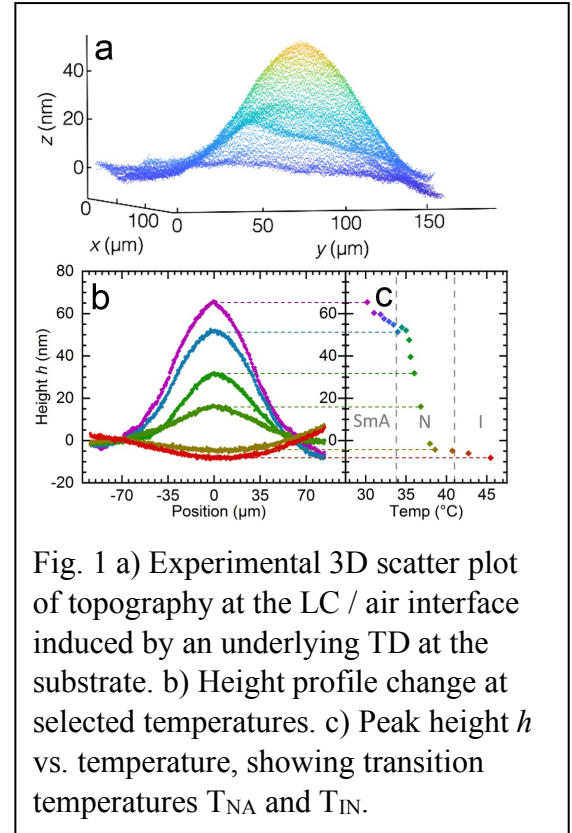 a
z (nm)
40
20
0
0
100
x (µm)
0
50
100
150
y (µm)
b
c
Height h (nm)
80
60
40
20
0
-20
-70
-35
0
35
70
Position (µm)
SmA
N
I
30
35
40
45
Temp (°C)
Fig. 1 a) Experimental 3D scatter plot
of topography at the LC / air interface
induced by an underlying TD at the
substrate. b) Height profile change at
selected temperatures. c) Peak height h
vs. temperature, showing transition
temperatures TNA and TIN.